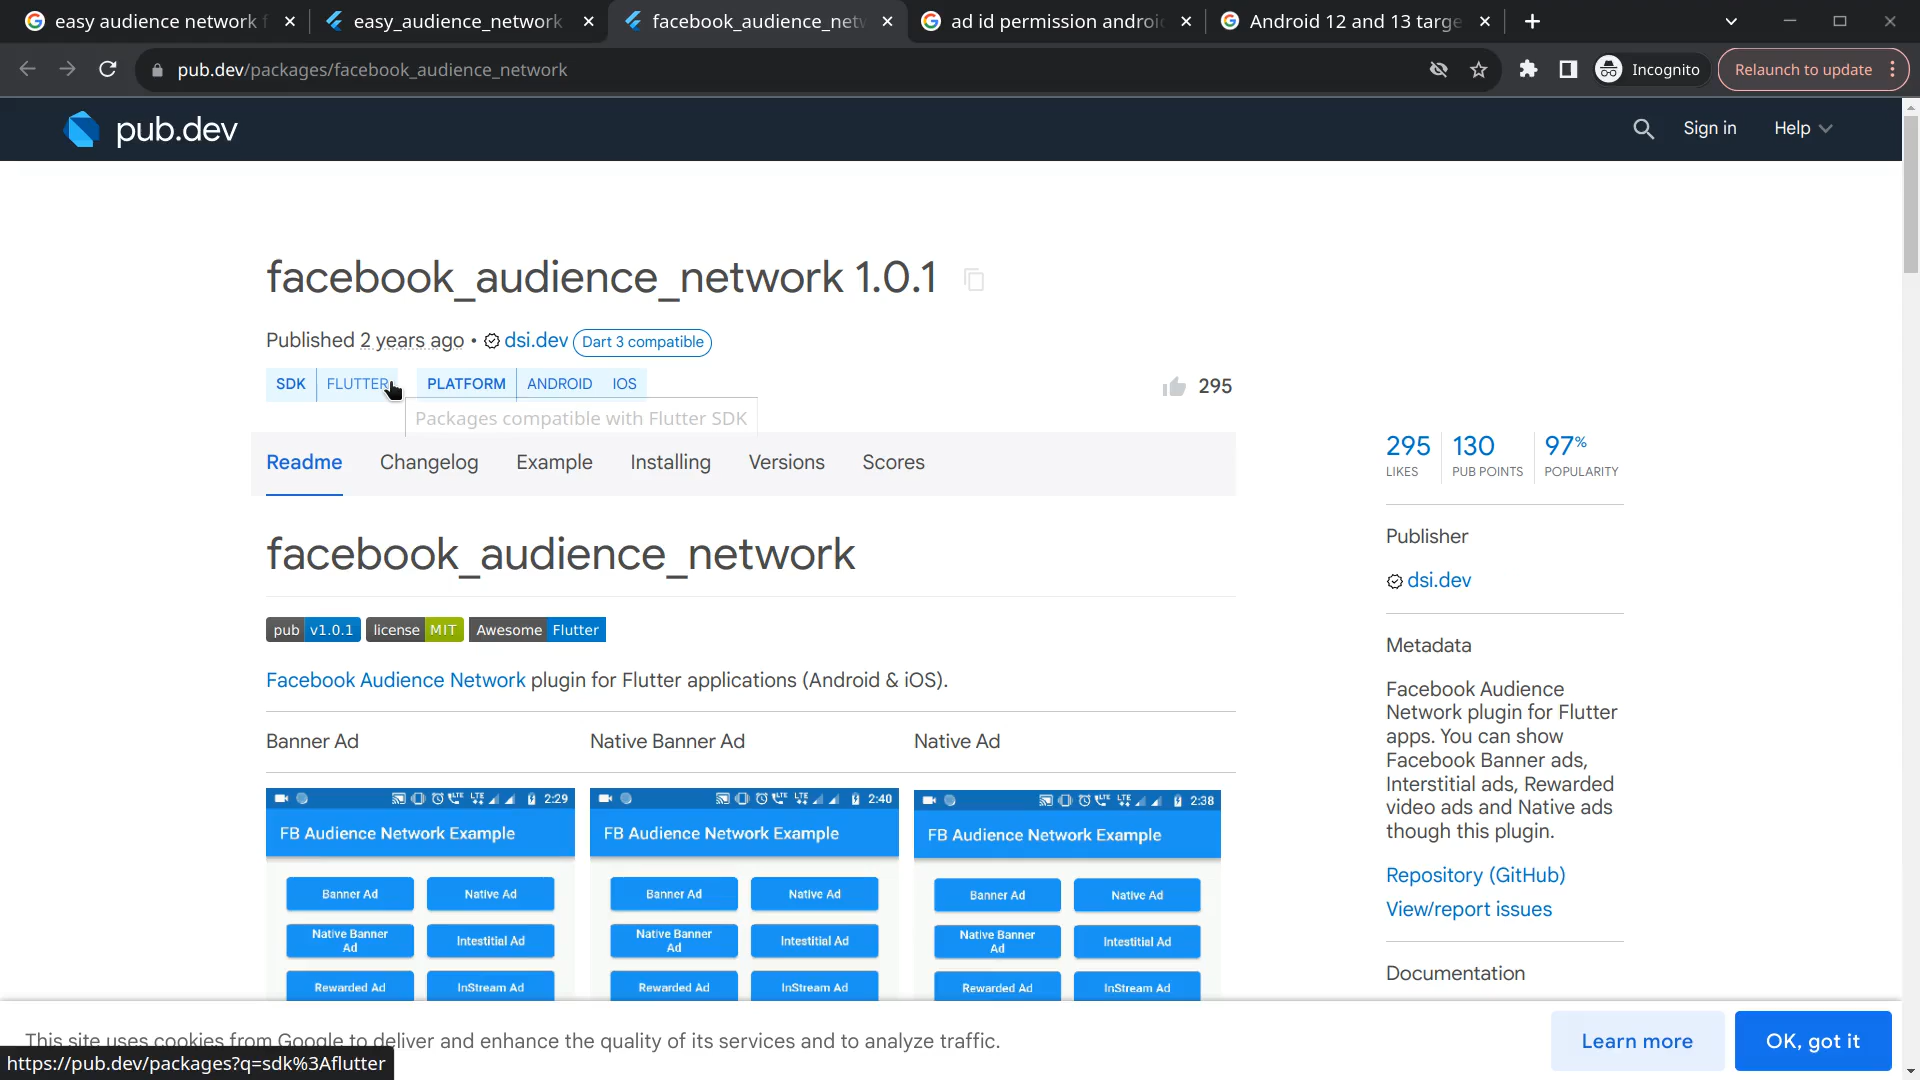 easy audience network f
easy_audience_network
facebook_audience_netw
ad id permission androi
Android 12 and 13 targe
pub.dev/packages/facebook_audience_network
Incognito
Relaunch to update
pub.dev
Sign in
Help
facebook_audience_network 1.0.1
Published 2 years ago • dsi.dev Dart 3 compatible
SDK FLUTTER PLATFORM ANDROID IOS
295
Packages compatible with Flutter SDK
Readme Changelog Example Installing Versions Scores
295 LIKES
130 PUB POINTS
97% POPULARITY
facebook_audience_network
pub v1.0.1 license MIT Awesome Flutter
Facebook Audience Network plugin for Flutter applications (Android & iOS).
Banner Ad Native Banner Ad Native Ad
2:29
FB Audience Network Example
Banner Ad Native Ad
Native Banner Ad Intestitial Ad
Rewarded Ad InStream Ad
2:40
FB Audience Network Example
Banner Ad Native Ad
Native Banner Ad Intestitial Ad
Rewarded Ad InStream Ad
2:38
FB Audience Network Example
Banner Ad Native Ad
Native Banner Ad Intestitial Ad
Rewarded Ad InStream Ad
Publisher
dsi.dev
Metadata
Facebook Audience
Network plugin for Flutter
apps. You can show
Facebook Banner ads,
Interstitial ads, Rewarded
video ads and Native ads
though this plugin.
Repository (GitHub)
View/report issues
Documentation
This site uses cookies from Google to deliver and enhance the quality of its services and to analyze traffic.
Learn more
OK, got it
https://pub.dev/packages?q=sdk%3Aflutter